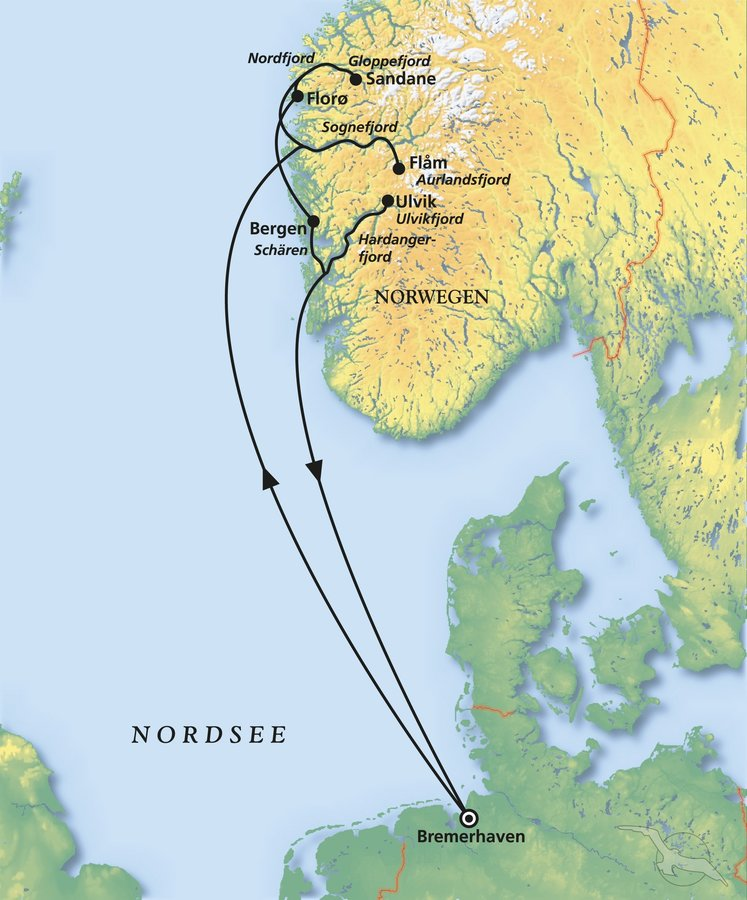 Nordfjord
Gloppefjord
Sandane
Florø
Sognefjord
Flåm
Aurlandsfjord
Ulvik
Ulvikfjord
Bergen
Schären
Hardanger-
fjord
NORWEGEN
NORDSEE
Bremerhaven